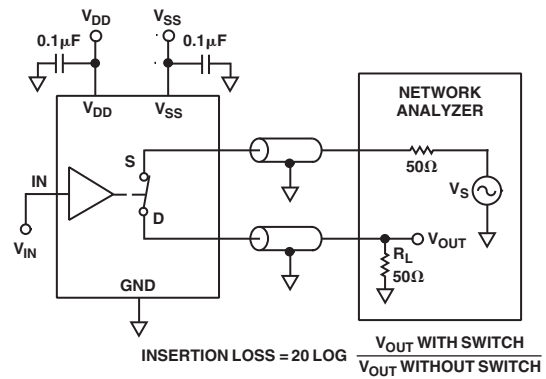 VDD VSS
0.1μF 0.1μF
VDD VSS
NETWORK
ANALYZER
S
50Ω
IN
VS
D
VOUT
VIN
RL
50Ω
GND
INSERTION LOSS = 20 LOG VOUT WITH SWITCH
VOUT WITHOUT SWITCH